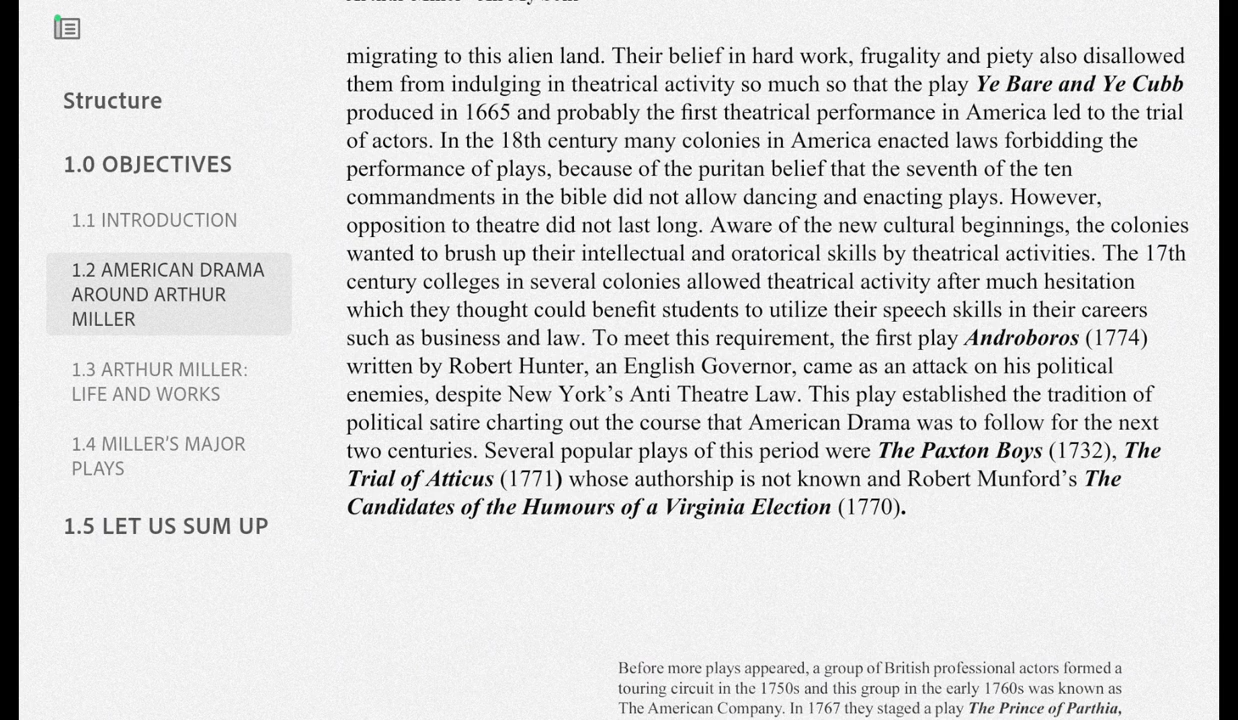 Structure
1.0 OBJECTIVES
1.1 INTRODUCTION
1.2 AMERICAN DRAMA
AROUND ARTHUR
MILLER
1.3 ARTHUR MILLER:
LIFE AND WORKS
1.4 MILLER'S MAJOR
PLAYS
1.5 LET US SUM UP
migrating to this alien land. Their belief in hard work, frugality and piety also disallowed
them from indulging in theatrical activity so much so that the play Ye Bare and Ye Cubb
produced in 1665 and probably the first theatrical performance in America led to the trial
of actors. In the 18th century many colonies in America enacted laws forbidding the
performance of plays, because of the puritan belief that the seventh of the ten
commandments in the bible did not allow dancing and enacting plays. However,
opposition to theatre did not last long. Aware of the new cultural beginnings, the colonies
wanted to brush up their intellectual and oratorical skills by theatrical activities. The 17th
century colleges in several colonies allowed theatrical activity after much hesitation
which they thought could benefit students to utilize their speech skills in their careers
such as business and law. To meet this requirement, the first play Androboros (1774)
written by Robert Hunter, an English Governor, came as an attack on his political
enemies, despite New York's Anti Theatre Law. This play established the tradition of
political satire charting out the course that American Drama was to follow for the next
two centuries. Several popular plays of this period were The Paxton Boys (1732), The
Trial of Atticus (1771) whose authorship is not known and Robert Munford's The
Candidates of the Humours of a Virginia Election (1770).
Before more plays appeared, a group of British professional actors formed a
touring circuit in the 1750s and this group in the early 1760s was known as
The American Company. In 1767 they staged a play The Prince of Parthia,